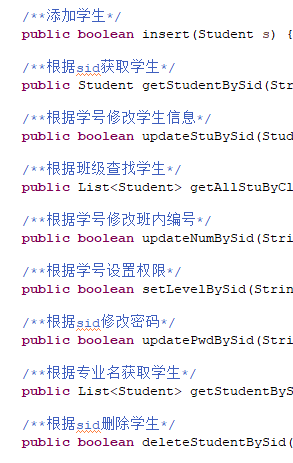 /**添加学生*/
public boolean insert(Student s) {
/**根据sid获取学生*/
public Student getStudentBySid(Stri
/**根据学号修改学生信息*/
public boolean updateStuBySid(Stud
/**根据班级查找学生*/
public List<Student> getAllStuByCl
/**根据学号修改班内编号*/
public boolean updateNumBySid(Stri
/**根据学号设置权限*/
public boolean setLevelBySid(Strin
/**根据sid修改密码*/
public boolean updatePwdBySid(Stri
/**根据专业名获取学生*/
public List<Student> getStudentByS
/**根据sid删除学生*/
public boolean deleteStudentBySid(